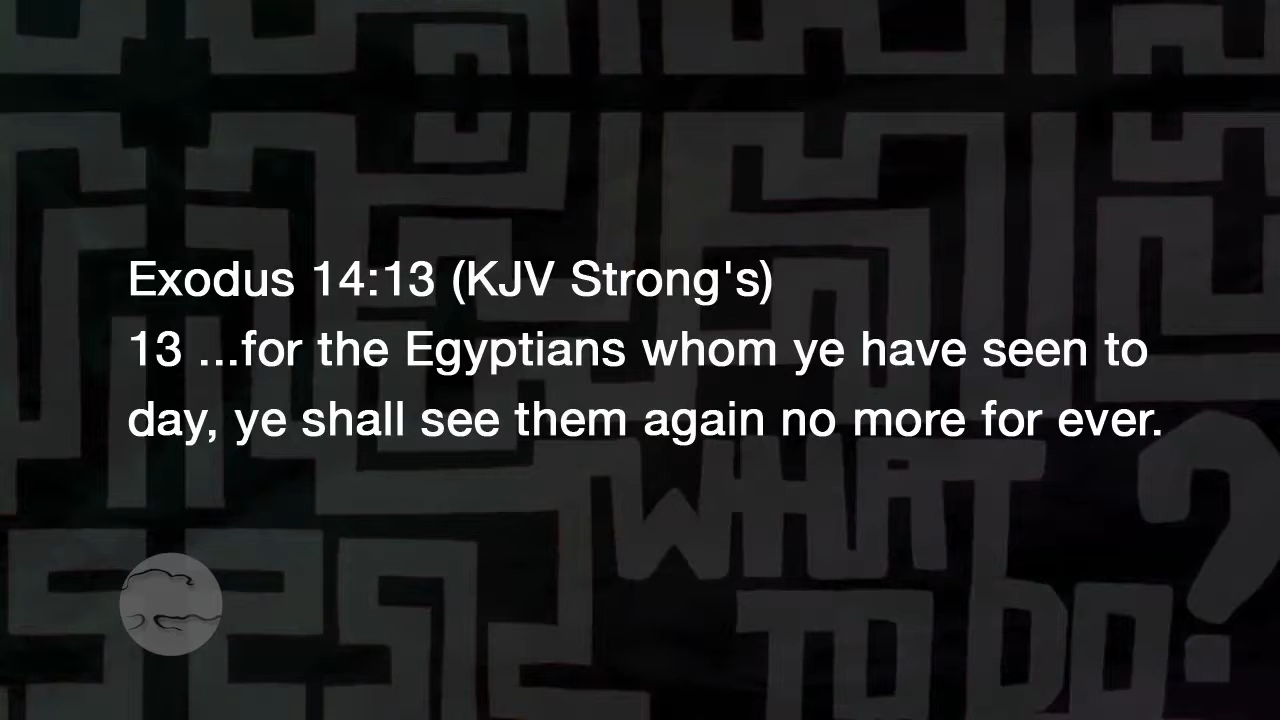 Exodus 14:13 (KJV Strong's)
13 ...for the Egyptians whom ye have seen to
day, ye shall see them again no more for ever.
WHAT
TO DO?